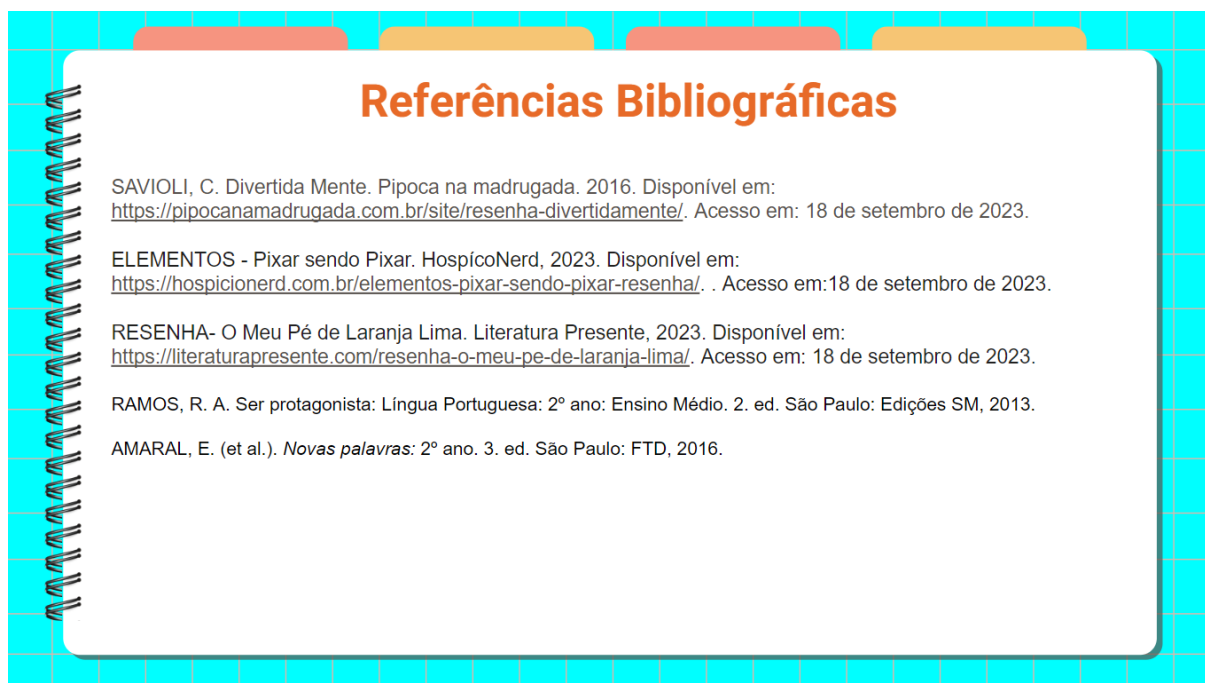 Referências Bibliográficas
SAVIOLI, C. Divertida Mente. Pipoca na madrugada. 2016. Disponível em:
https://pipocanamadrugada.com.br/site/resenha-divertidamente/. Acesso em: 18 de setembro de 2023.
ELEMENTOS - Pixar sendo Pixar. HospícoNerd, 2023. Disponível em:
https://hospicionerd.com.br/elementos-pixar-sendo-pixar-resenha/. . Acesso em:18 de setembro de 2023.
RESENHA- O Meu Pé de Laranja Lima. Literatura Presente, 2023. Disponível em:
https://literaturapresente.com/resenha-o-meu-pe-de-laranja-lima/. Acesso em: 18 de setembro de 2023.
RAMOS, R. A. Ser protagonista: Língua Portuguesa: 2º ano: Ensino Médio. 2. ed. São Paulo: Edições SM, 2013.
AMARAL, E. (et al.). Novas palavras: 2º ano. 3. ed. São Paulo: FTD, 2016.